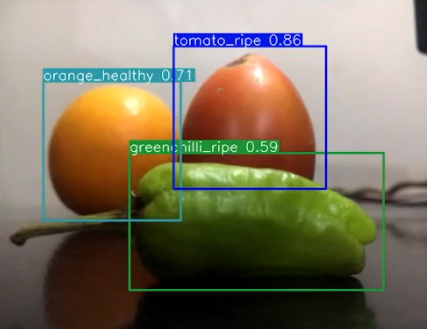 tomato_ripe 0.86
orange_healthy 0.71
greenchilli_ripe 0.59